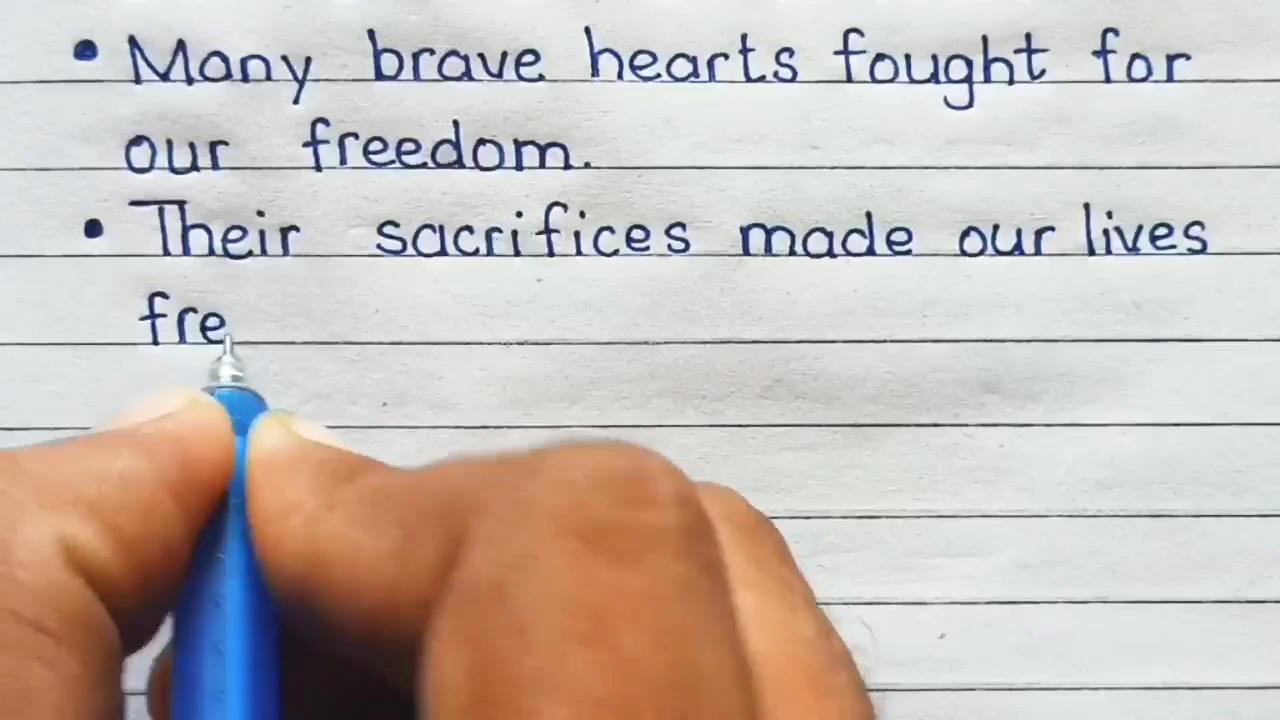 • Many brave hearts fought for
our freedom.
• Their sacrifices made our lives
fre